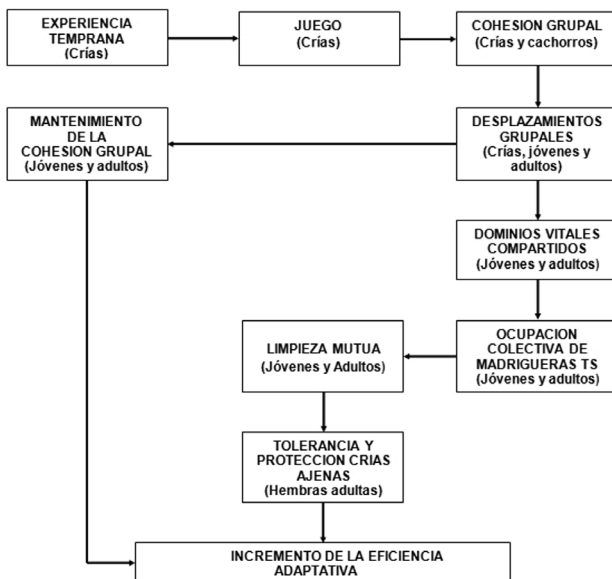 EXPERIENCIA
TEMPRANA
(Crías)
JUEGO
(Crías)
COHESION GRUPAL
(Crías y cachorros)
MANTENIMIENTO
DE LA
COHESION GRUPAL
(Jóvenes y adultos)
DESPLAZAMIENTOS
GRUPALES
(Crías, jóvenes y
adultos)
DOMINIOS VITALES
COMPARTIDOS
(Jóvenes y adultos)
LIMPIEZA MUTUA
(Jóvenes y Adultos)
OCUPACION
COLECTIVA DE
MADRIGUERAS TS
(Jóvenes y adultos)
TOLERANCIA Y
PROTECCION CRIAS
AJENAS
(Hembras adultas)
INCREMENTO DE LA EFICIENCIA
ADAPTATIVA